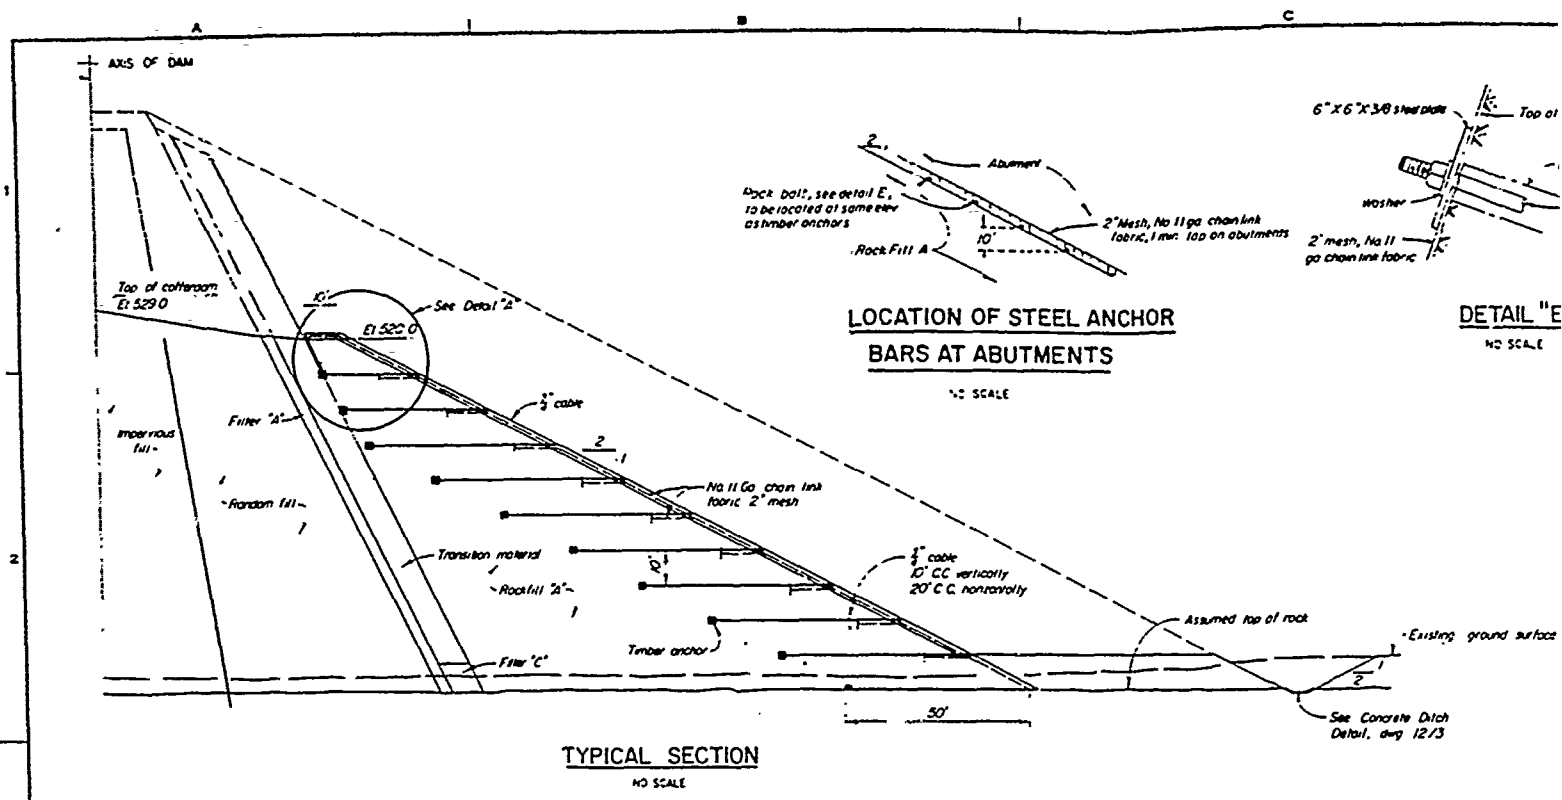 A
B
C
1
2
AXIS OF DAM
Top of cofferdam
El 529.0
10'
See Detail "A"
El 520.0
Filter "A"
Impervious
fill
Random fill
3/4" cable
2
1
No. 11 Ga chain link
fabric 2" mesh
Transition material
Rockfill "A"
10'
3/4" cable
10' C.C. vertically
20' C.C. horizontally
Timber anchor
Filter "C"
Assumed top of rock
Existing ground surface
2
50'
See Concrete Ditch
Detail, dwg 12/3
TYPICAL SECTION
NO SCALE
2
Abutment
Rock bolt, see detail E,
to be located at same elev
as timber anchors
Rock Fill A
10'
2" Mesh, No 11 ga chain link
fabric, 1 min. lap on abutments
LOCATION OF STEEL ANCHOR
BARS AT ABUTMENTS
NO SCALE
6" X 6" X 3/8 steel plate
Top of
washer
2" mesh, No. 11
ga chain link fabric
DETAIL "E
NO SCALE